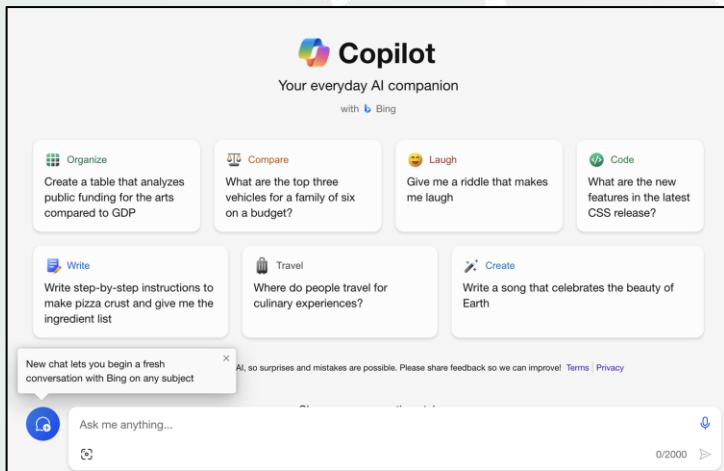 Copilot
Your everyday AI companion
with Bing
Organize
Create a table that analyzes
public funding for the arts
compared to GDP
Compare
What are the top three
vehicles for a family of six
on a budget?
Laugh
Give me a riddle that makes
me laugh
Code
What are the new
features in the latest
CSS release?
Write
Write step-by-step instructions to
make pizza crust and give me the
ingredient list
Travel
Where do people travel for
culinary experiences?
Create
Write a song that celebrates the beauty of
Earth
New chat lets you begin a fresh
conversation with Bing on any subject
AI, so surprises and mistakes are possible. Please share feedback so we can improve! Terms | Privacy
Ask me anything...
0/2000